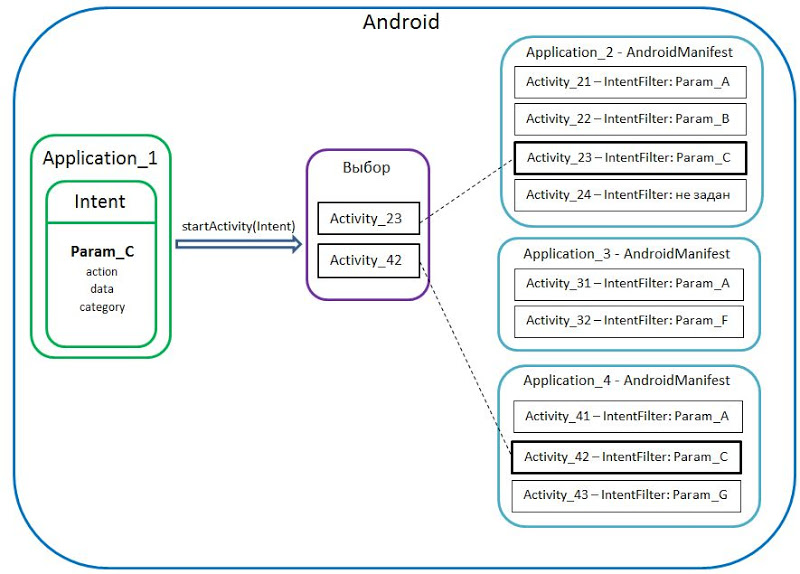 Android
Application_1
Intent
Param_C
action
data
category
startActivity(Intent)
Выбор
Activity_23
Activity_42
Application_2 - AndroidManifest
Activity_21 – IntentFilter: Param_A
Activity_22 – IntentFilter: Param_B
Activity_23 – IntentFilter: Param_C
Activity_24 – IntentFilter: не задан
Application_3 - AndroidManifest
Activity_31 – IntentFilter: Param_A
Activity_32 – IntentFilter: Param_F
Application_4 - AndroidManifest
Activity_41 – IntentFilter: Param_A
Activity_42 – IntentFilter: Param_C
Activity_43 – IntentFilter: Param_G